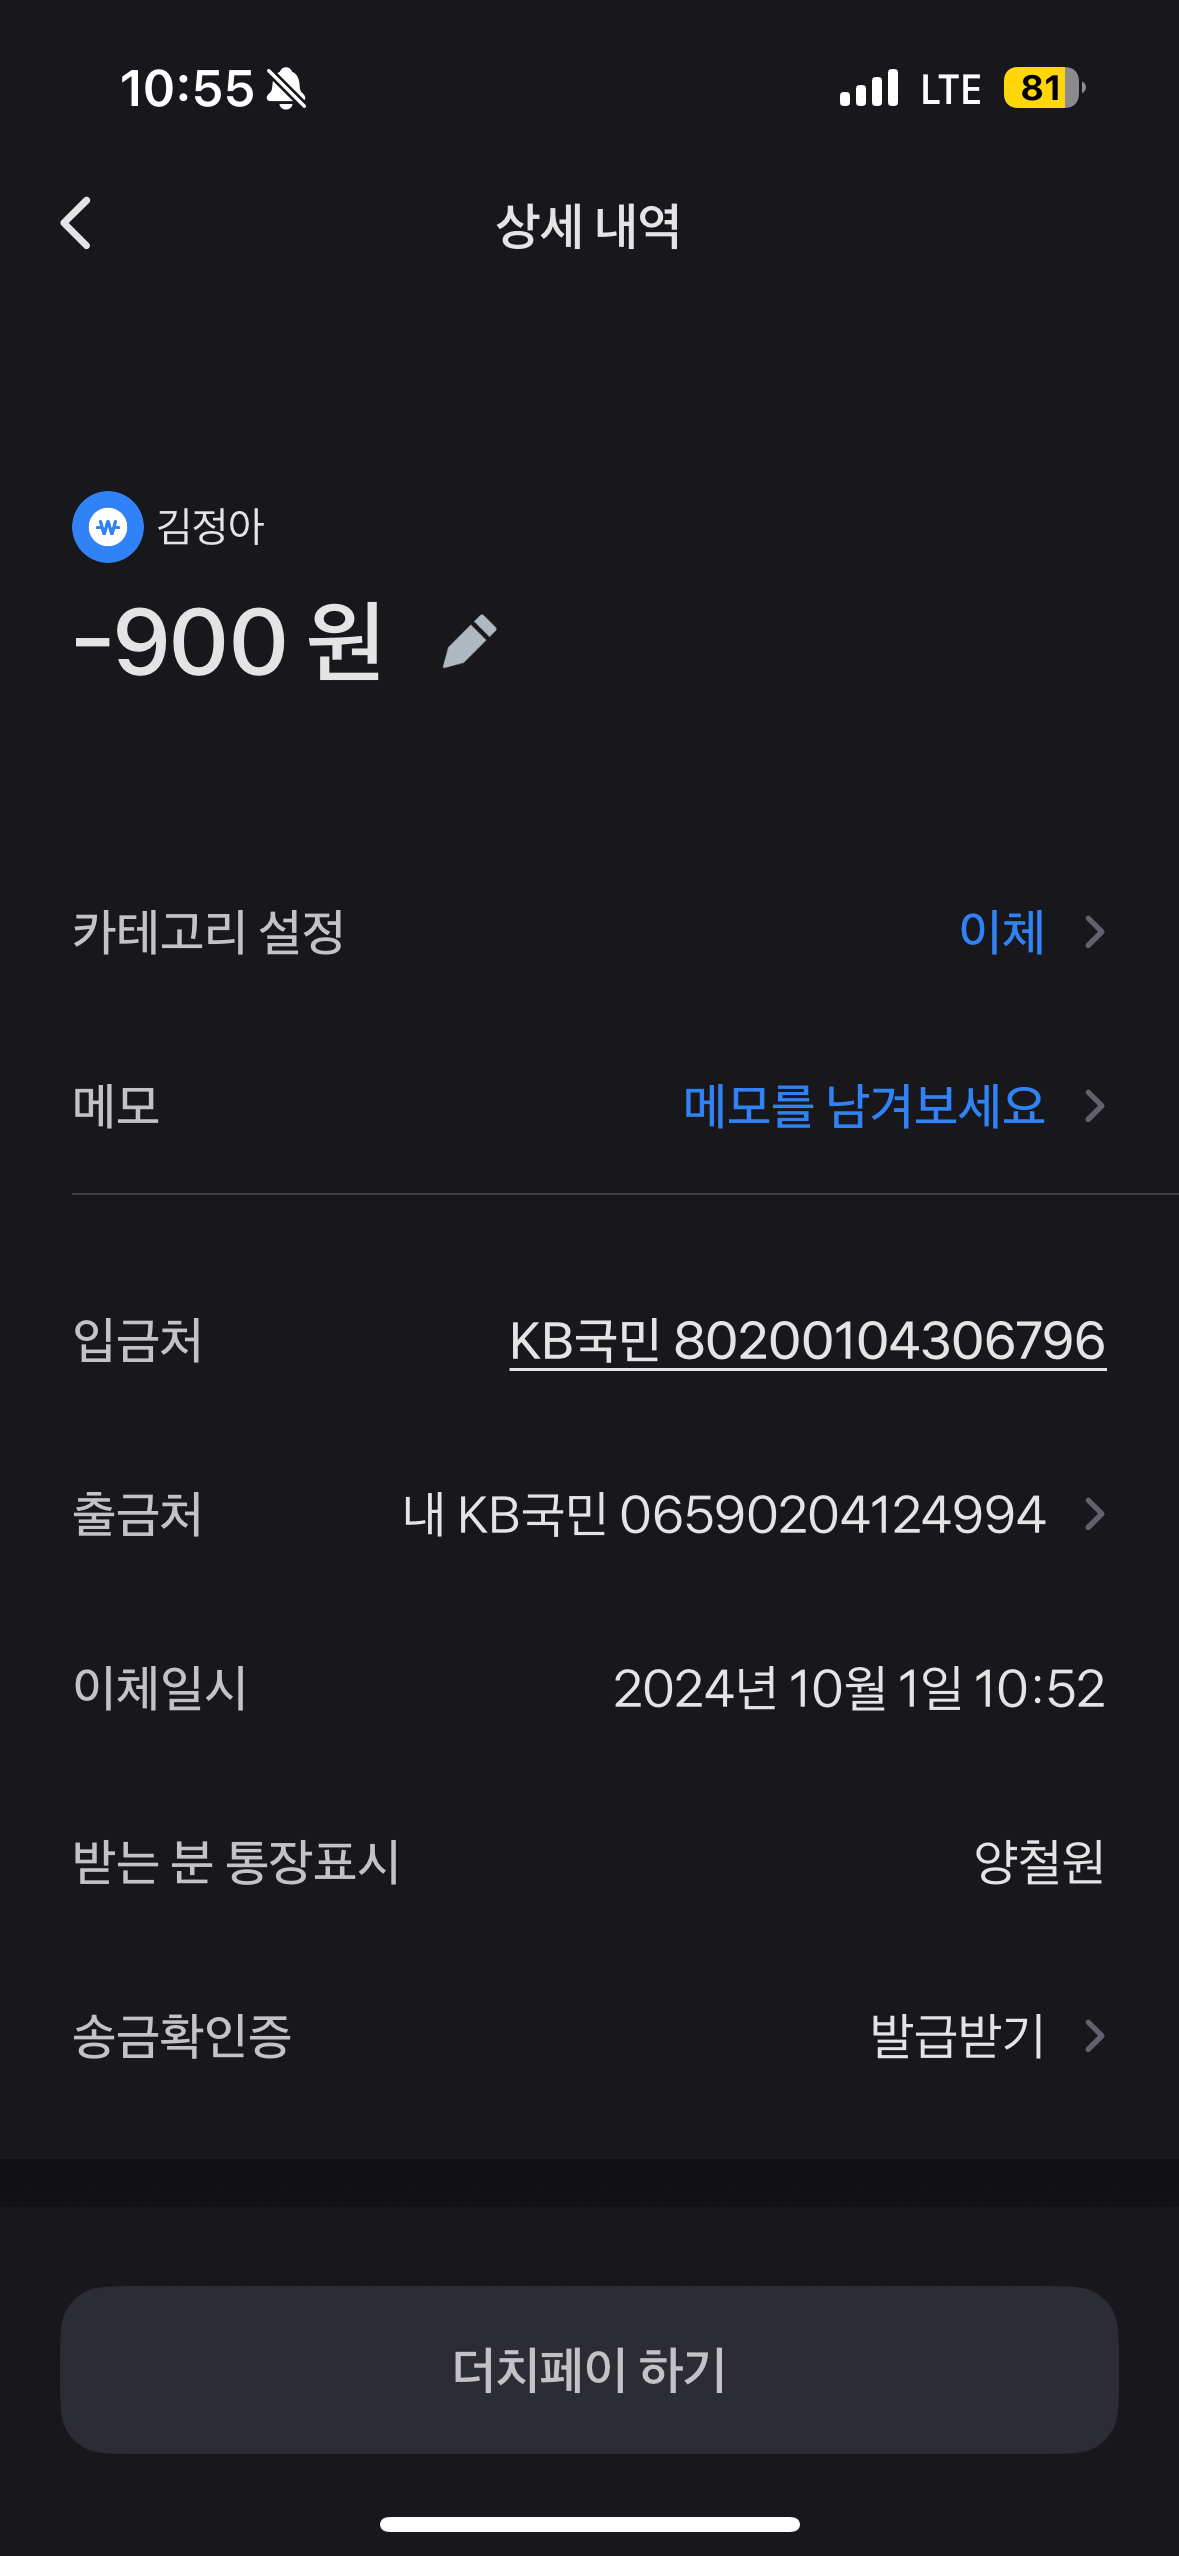 10:55 LTE 81
상세 내역
김정아
-900 원
카테고리 설정 이체
메모 메모를 남겨보세요
입금처 KB국민 80200104306796
출금처 내 KB국민 06590204124994
이체일시 2024년 10월 1일 10:52
받는 분 통장표시 양철원
송금확인증 발급받기
더치페이 하기